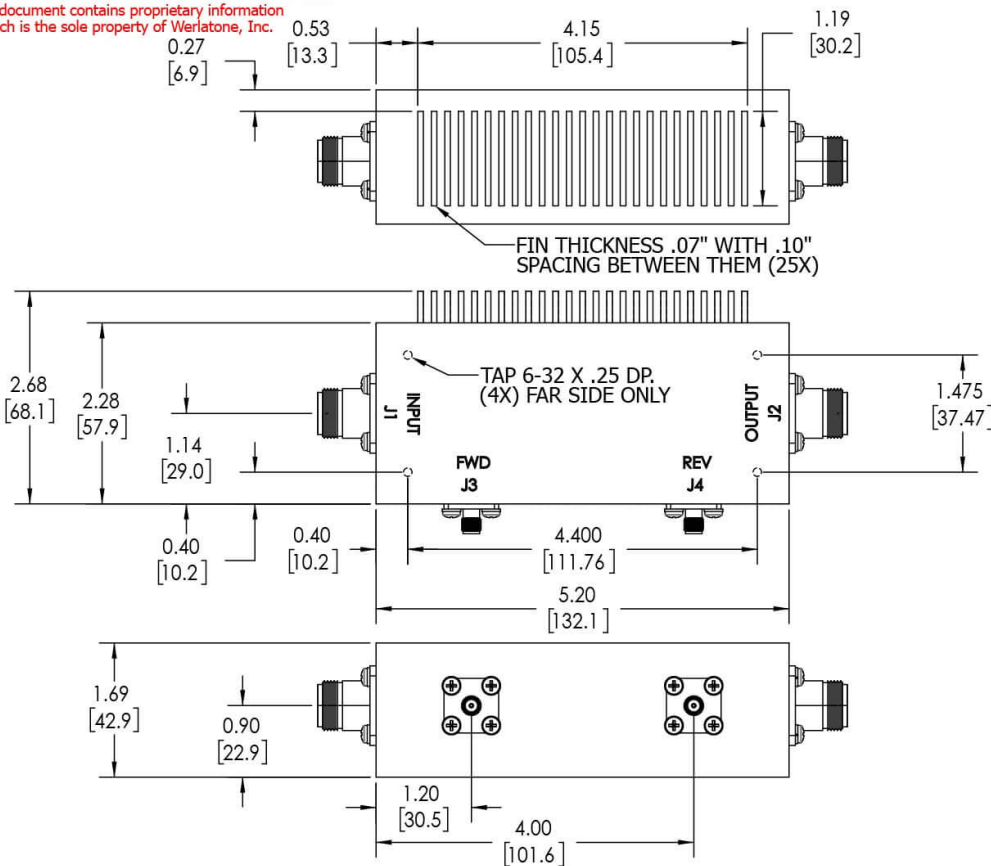 document contains proprietary information
ch is the sole property of Werlatone, Inc.
0.53
[13.3]
4.15
[105.4]
1.19
[30.2]
0.27
[6.9]
FIN THICKNESS .07" WITH .10"
SPACING BETWEEN THEM (25X)
TAP 6-32 X .25 DP.
(4X) FAR SIDE ONLY
2.68
[68.1]
2.28
[57.9]
1.14
[29.0]
INPUT
J1
OUTPUT
J2
1.475
[37.47]
FWD
J3
REV
J4
0.40
[10.2]
0.40
[10.2]
4.400
[111.76]
5.20
[132.1]
1.69
[42.9]
0.90
[22.9]
1.20
[30.5]
4.00
[101.6]